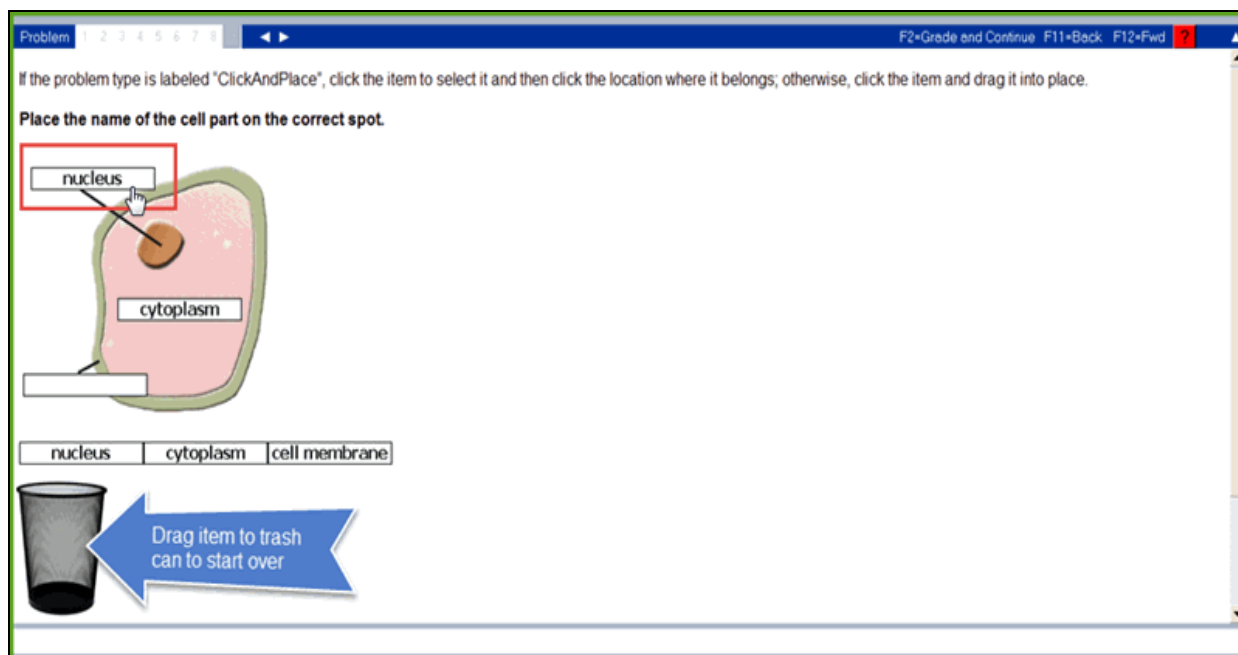 Problem 1 2 3 4 5 6 7 8 F2=Grade and Continue F11=Back F12=Fwd ?
If the problem type is labeled "ClickAndPlace", click the item to select it and then click the location where it belongs; otherwise, click the item and drag it into place.
Place the name of the cell part on the correct spot.
nucleus
cytoplasm
nucleus cytoplasm cell membrane
Drag item to trash
can to start over